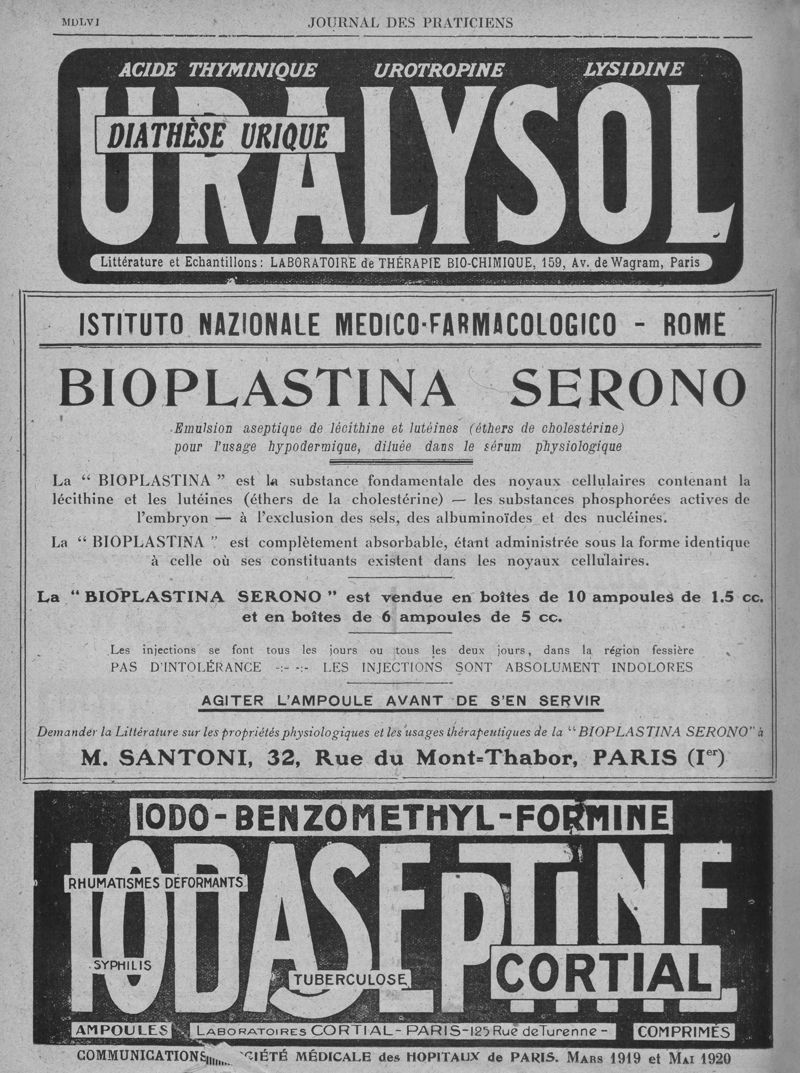 MDLVI JOURNAL DES PRATICIENS
ACIDE THYMINIQUE UROTROPINE LYSIDINE
URALYSOL
DIATHÈSE URIQUE
Littérature et Echantillons: LABORATOIRE de THÉRAPIE BIO-CHIMIQUE, 159, Av. de Wagram, Paris
ISTITUTO NAZIONALE MEDICO-FARMACOLOGICO - ROME
BIOPLASTINA SERONO
Emulsion aseptique de lécithine et lutéines (éthers de cholestérine)
pour l'usage hypodermique, diluée dans le sérum physiologique
La “ BIOPLASTINA ” est la substance fondamentale des noyaux cellulaires contenant la
lécithine et les lutéines (éthers de la cholestérine) — les substances phosphorées actives de
l'embryon — à l'exclusion des sels, des albuminoïdes et des nucléines.
La “ BIOPLASTINA ” est complètement absorbable, étant administrée sous la forme identique
à celle où ses constituants existent dans les noyaux cellulaires.
La “ BIOPLASTINA SERONO ” est vendue en boîtes de 10 ampoules de 1.5 cc.
et en boîtes de 6 ampoules de 5 cc.
Les injections se font tous les jours ou tous les deux jours, dans la région fessière
PAS D'INTOLÉRANCE -:- -:- LES INJECTIONS SONT ABSOLUMENT INDOLORES
AGITER L'AMPOULE AVANT DE S'EN SERVIR
Demander la Littérature sur les propriétés physiologiques et les usages thérapeutiques de la “BIOPLASTINA SERONO” à
M. SANTONI, 32, Rue du Mont-Thabor, PARIS (Ier)
IODO-BENZOMETHYL-FORMINE
IODASEPTINE
RHUMATISMES DÉFORMANTS
SYPHILIS
TUBERCULOSE
CORTIAL
AMPOULES LABORATOIRES CORTIAL-PARIS-125 Rue de Turenne - COMPRIMÉS
COMMUNICATIONS MÉDICALE des HOPITAUX de PARIS. MARS 1919 et MAI 1920